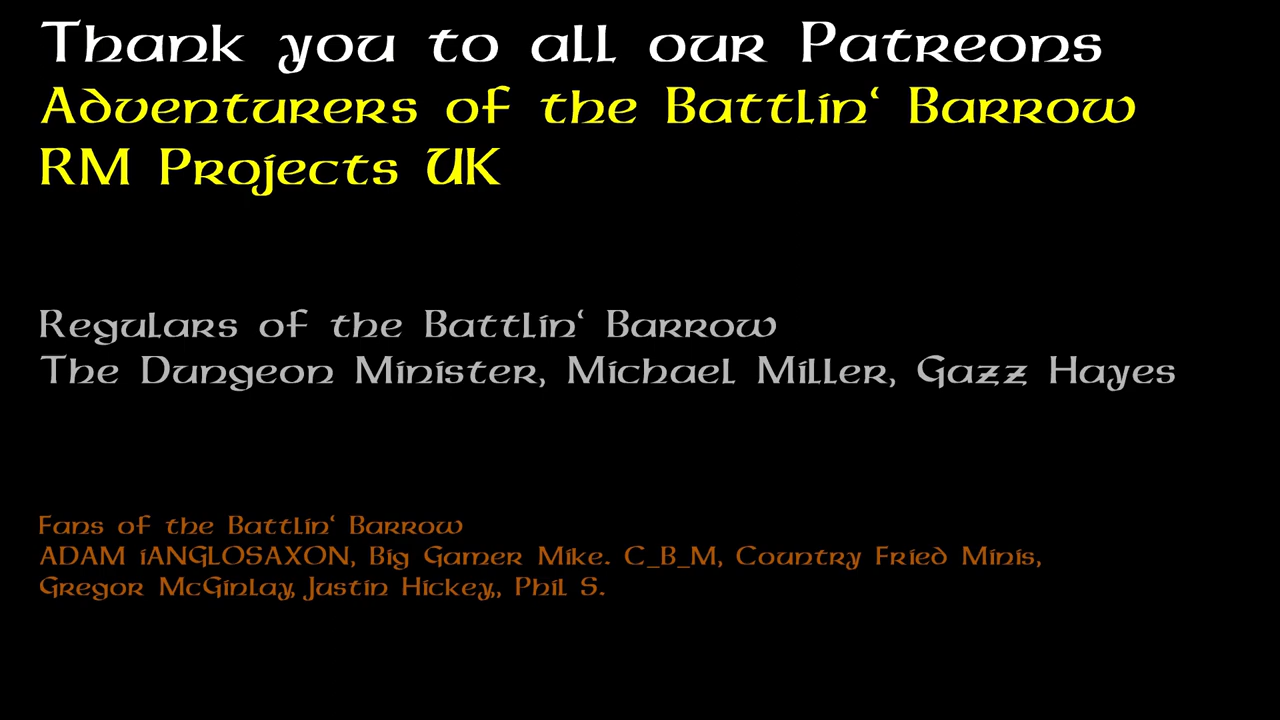 Thank you to all our Patreons
Adventurers of the Battlin‘ Barrow
RM Projects UK
Regulars of the Battlin‘ Barrow
The Dungeon Minister, Michael Miller, Gazz Hayes
Fans of the Battlin‘ Barrow
ADAM iANGLOSAXON, Big Gamer Mike. C_B_M, Country Fried Minis,
Gregor McGinlay, Justin Hickey,, Phil S.